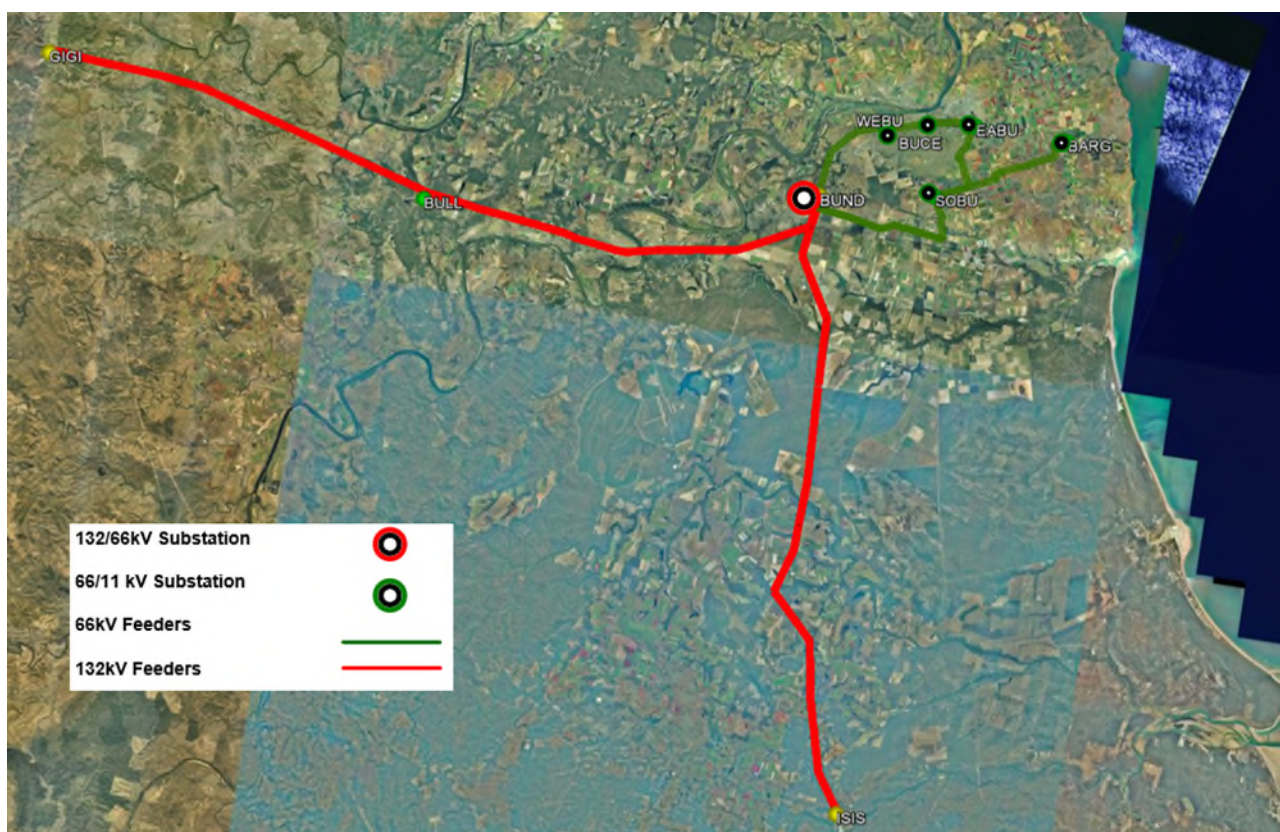 GIGI
WEBU
EABU
BUCE
BARG
BULL
BUND
SOBU
132/66kV Substation
66/11 kV Substation
66kV Feeders
132kV Feeders
ISIS